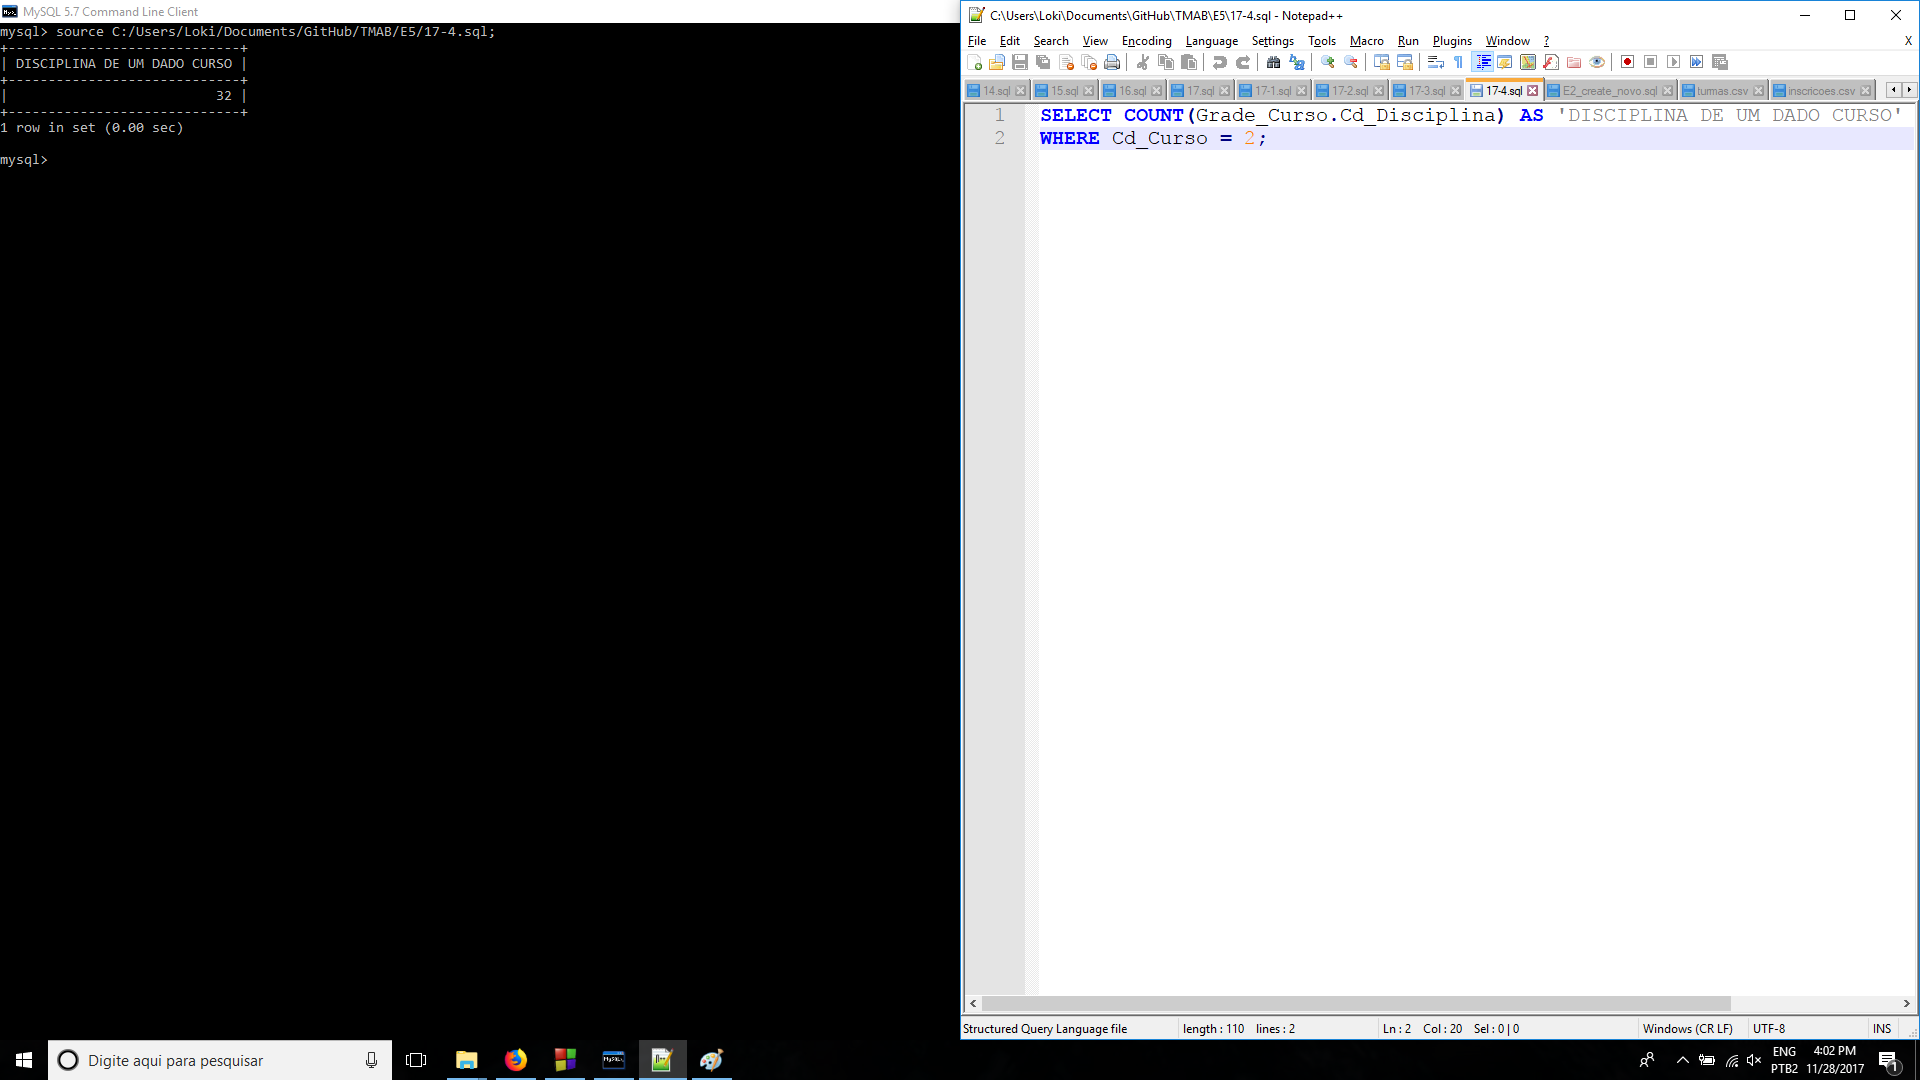 MySQL 5.7 Command Line Client
mysql> source C:/Users/Loki/Documents/GitHub/TMAB/E5/17-4.sql;
+-----------------------------+
| DISCIPLINA DE UM DADO CURSO |
+-----------------------------+
|                          32 |
+-----------------------------+
1 row in set (0.00 sec)
mysql>
C:\Users\Loki\Documents\GitHub\TMAB\E5\17-4.sql - Notepad++
File Edit Search View Encoding Language Settings Tools Macro Run Plugins Window ? X
14.sql 15.sql 16.sql 17.sql 17-1.sql 17-2.sql 17-3.sql 17-4.sql E2_create_novo.sql turmas.csv inscricoes.csv
1 SELECT COUNT(Grade_Curso.Cd_Disciplina) AS 'DISCIPLINA DE UM DADO CURSO'
2 WHERE Cd_Curso = 2;
Structured Query Language file length : 110 lines : 2 Ln : 2 Col : 20 Sel : 0 | 0 Windows (CR LF) UTF-8 INS
Digite aqui para pesquisar
ENG 4:02 PM
PTB2 11/28/2017
1